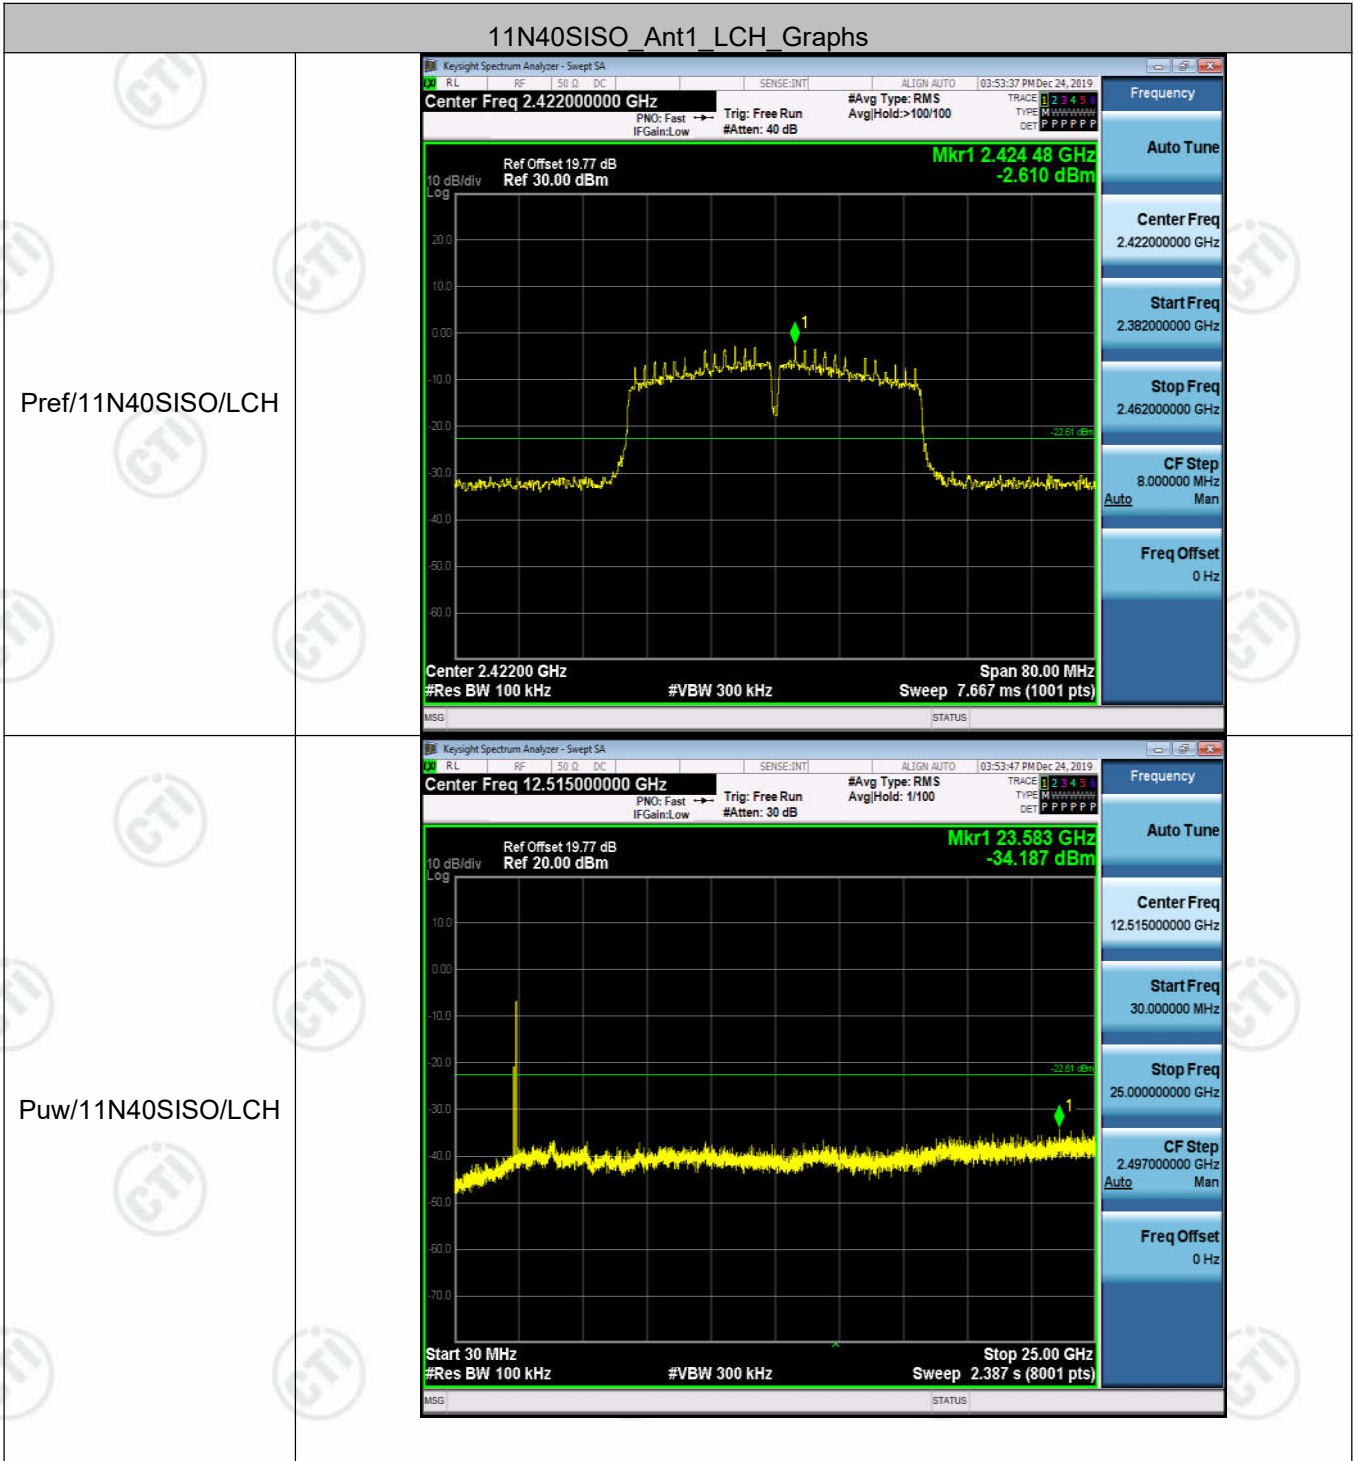 11N40SISO_Ant1_LCH_Graphs
Pref/11N40SISO/LCH
Keysight Spectrum Analyzer - Swept SA
RL RF 50 Ω DC SENSE:INT ALIGN AUTO 03:53:37 PM Dec 24, 2019
Center Freq 2.422000000 GHz
PNO: Fast
IFGain:Low
Trig: Free Run
#Atten: 40 dB
#Avg Type: RMS
Avg|Hold:>100/100
TRACE 1 2 3 4 5 6
TYPE M WWWWW
DET P P P P P P
Mkr1 2.424 48 GHz
-2.610 dBm
Ref Offset 19.77 dB
10 dB/div Ref 30.00 dBm
Log
20.0
10.0
0.00
-10.0
-20.0
-30.0
-40.0
-50.0
-60.0
1
-22.61 dBm
Center 2.42200 GHz Span 80.00 MHz
#Res BW 100 kHz #VBW 300 kHz Sweep 7.667 ms (1001 pts)
MSG STATUS
Frequency
Auto Tune
Center Freq
2.422000000 GHz
Start Freq
2.382000000 GHz
Stop Freq
2.462000000 GHz
CF Step
8.000000 MHz
Auto Man
Freq Offset
0 Hz
Puw/11N40SISO/LCH
Keysight Spectrum Analyzer - Swept SA
RL RF 50 Ω DC SENSE:INT ALIGN AUTO 03:53:47 PM Dec 24, 2019
Center Freq 12.515000000 GHz
PNO: Fast
IFGain:Low
Trig: Free Run
#Atten: 30 dB
#Avg Type: RMS
Avg|Hold: 1/100
TRACE 1 2 3 4 5 6
TYPE M WWWWW
DET P P P P P P
Mkr1 23.583 GHz
-34.187 dBm
Ref Offset 19.77 dB
10 dB/div Ref 20.00 dBm
Log
10.0
0.00
-10.0
-20.0
-30.0
-40.0
-50.0
-60.0
-70.0
1
-22.61 dBm
Start 30 MHz Stop 25.00 GHz
#Res BW 100 kHz #VBW 300 kHz Sweep 2.387 s (8001 pts)
MSG STATUS
Frequency
Auto Tune
Center Freq
12.515000000 GHz
Start Freq
30.000000 MHz
Stop Freq
25.000000000 GHz
CF Step
2.497000000 GHz
Auto Man
Freq Offset
0 Hz
CTI